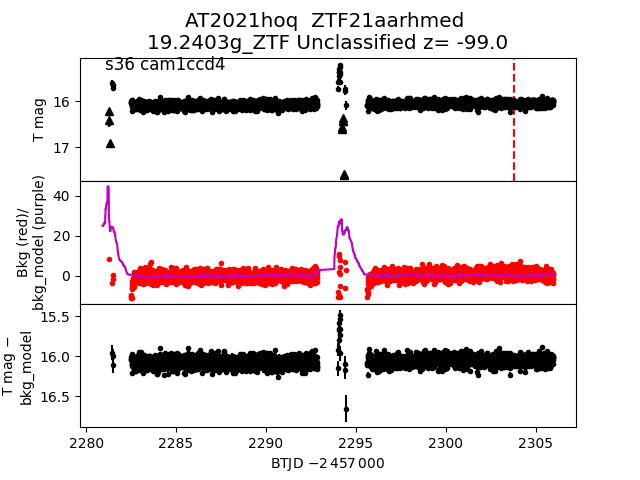 AT2021hoq  ZTF21aarhmed
19.2403g_ZTF Unclassified z= -99.0
s36 cam1ccd4
T mag
16
17
Bkg (red)/
bkg_model (purple)
40
20
0
T mag −
bkg_model
15.5
16.0
16.5
2280 2285 2290 2295 2300 2305
BTJD −2 457 000